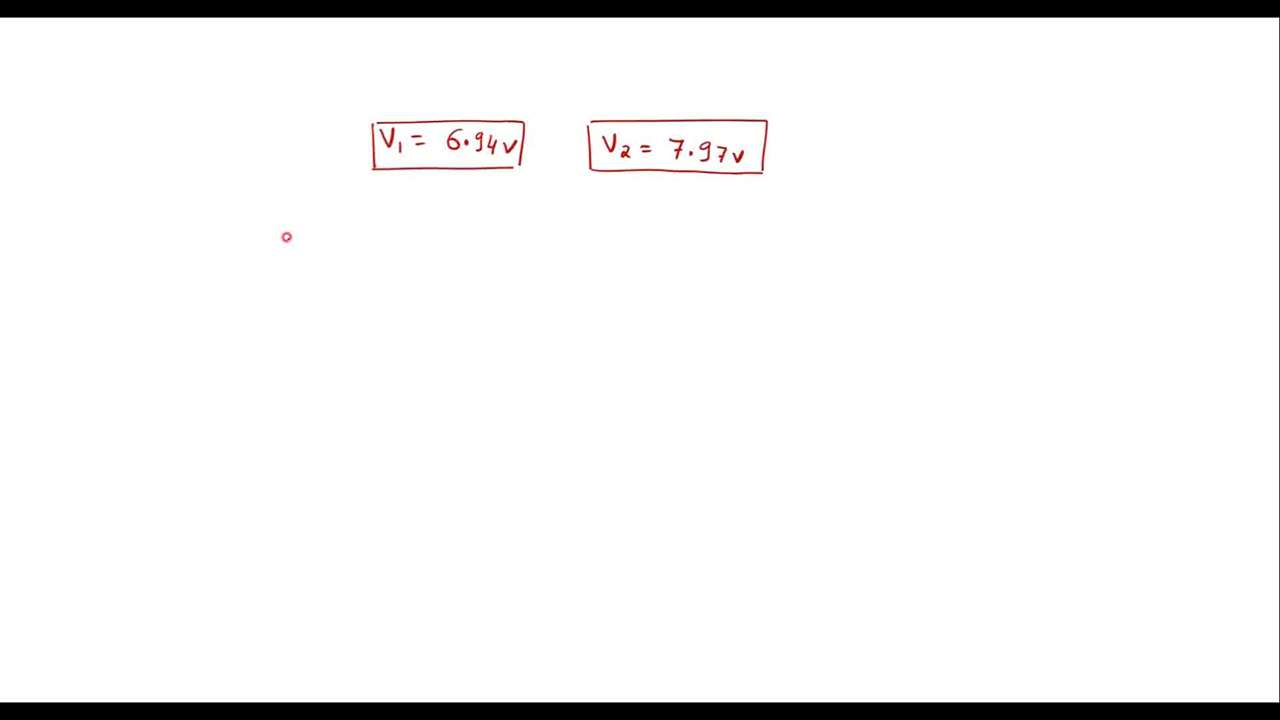 V₁ = 6.94v
V₂ = 7.97v